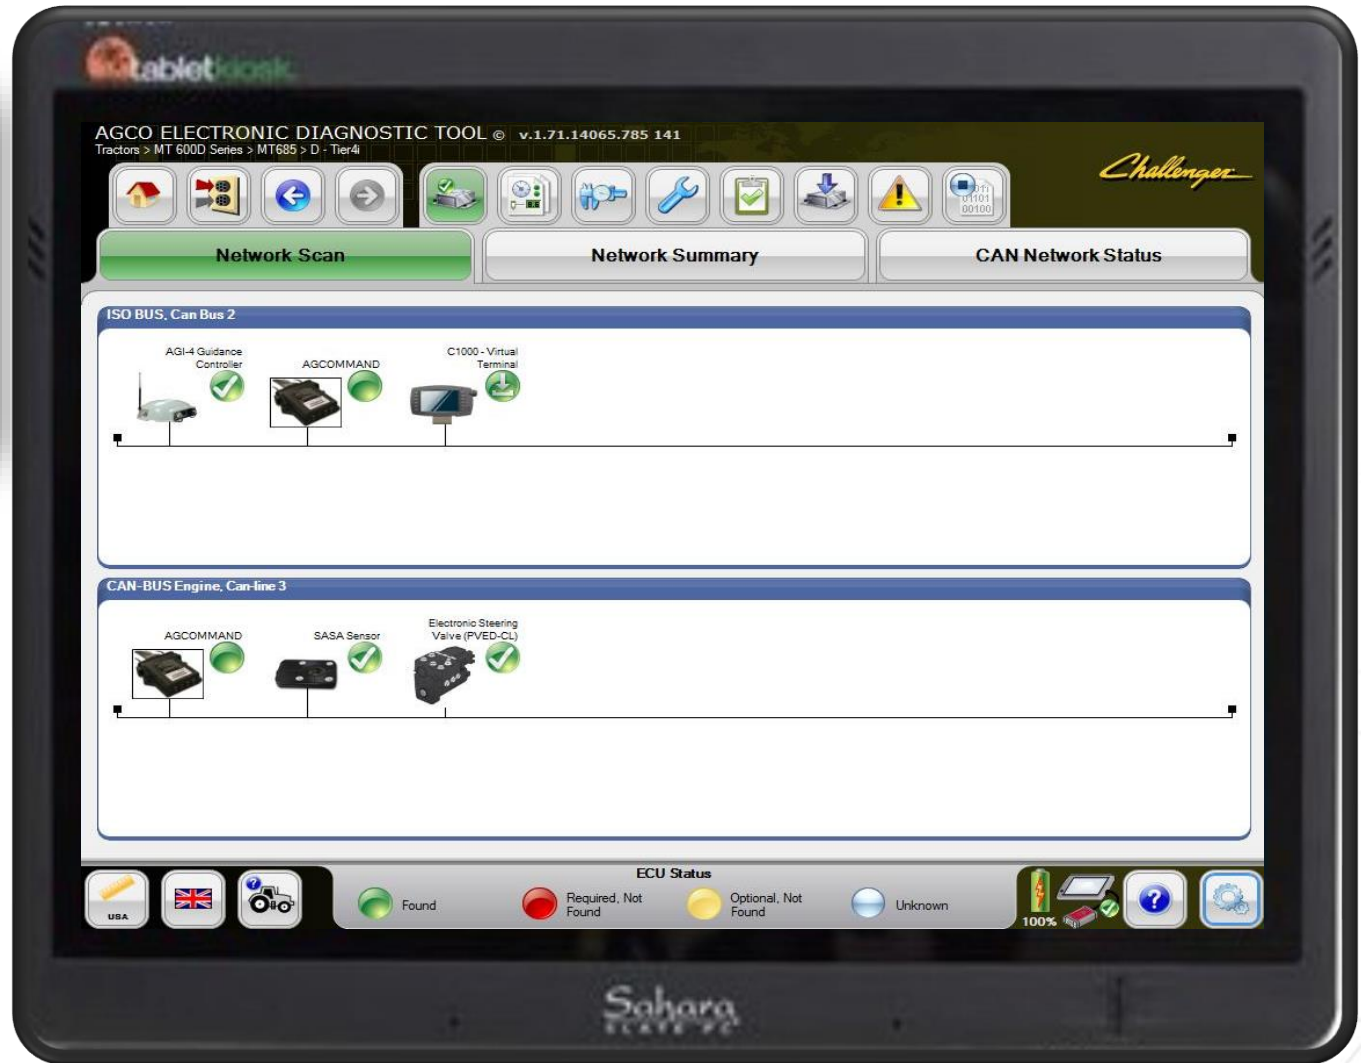 tabletkiosk
AGCO ELECTRONIC DIAGNOSTIC TOOL © v.1.71.14065.785 141
Tractors > MT 600D Series > MT685 > D - Tier4i
Challenger
Network Scan
Network Summary
CAN Network Status
ISO BUS, Can Bus 2
AGI-4 Guidance
Controller
AGCOMMAND
C1000 - Virtual
Terminal
CAN-BUS Engine, Can-line 3
AGCOMMAND
SASA Sensor
Electronic Steering
Valve (PVED-CL)
ECU Status
USA
Found
Required, Not
Found
Optional, Not
Found
Unknown
100%
Sahara
SLATE PC